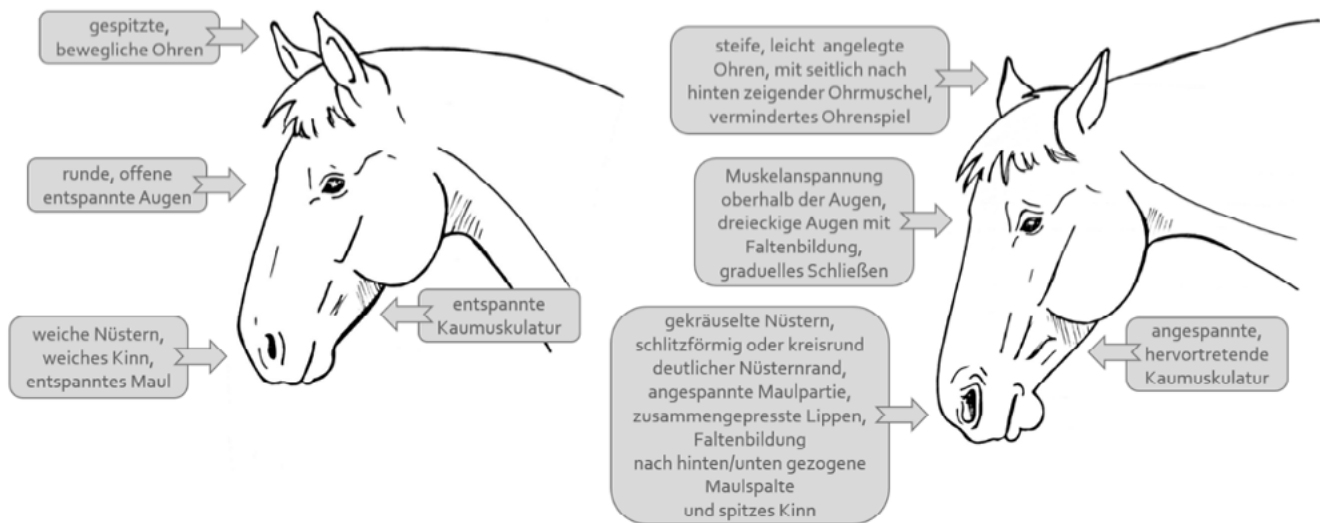 gespitzte,
bewegliche Ohren
runde, offene
entspannte Augen
entspannte
Kaumuskulatur
weiche Nüstern,
weiches Kinn,
entspanntes Maul
steife, leicht angelegte
Ohren, mit seitlich nach
hinten zeigender Ohrmuschel,
vermindertes Ohrenspiel
Muskelanspannung
oberhalb der Augen,
dreieckige Augen mit
Faltenbildung,
graduelles Schließen
gekräuselte Nüstern,
schlitzförmig oder kreisrund
deutlicher Nüsternrand,
angespannte Maulpartie,
zusammengepresste Lippen,
Faltenbildung
nach hinten/unten gezogene
Maulspalte
und spitzes Kinn
angespannte,
hervortretende
Kaumuskulatur